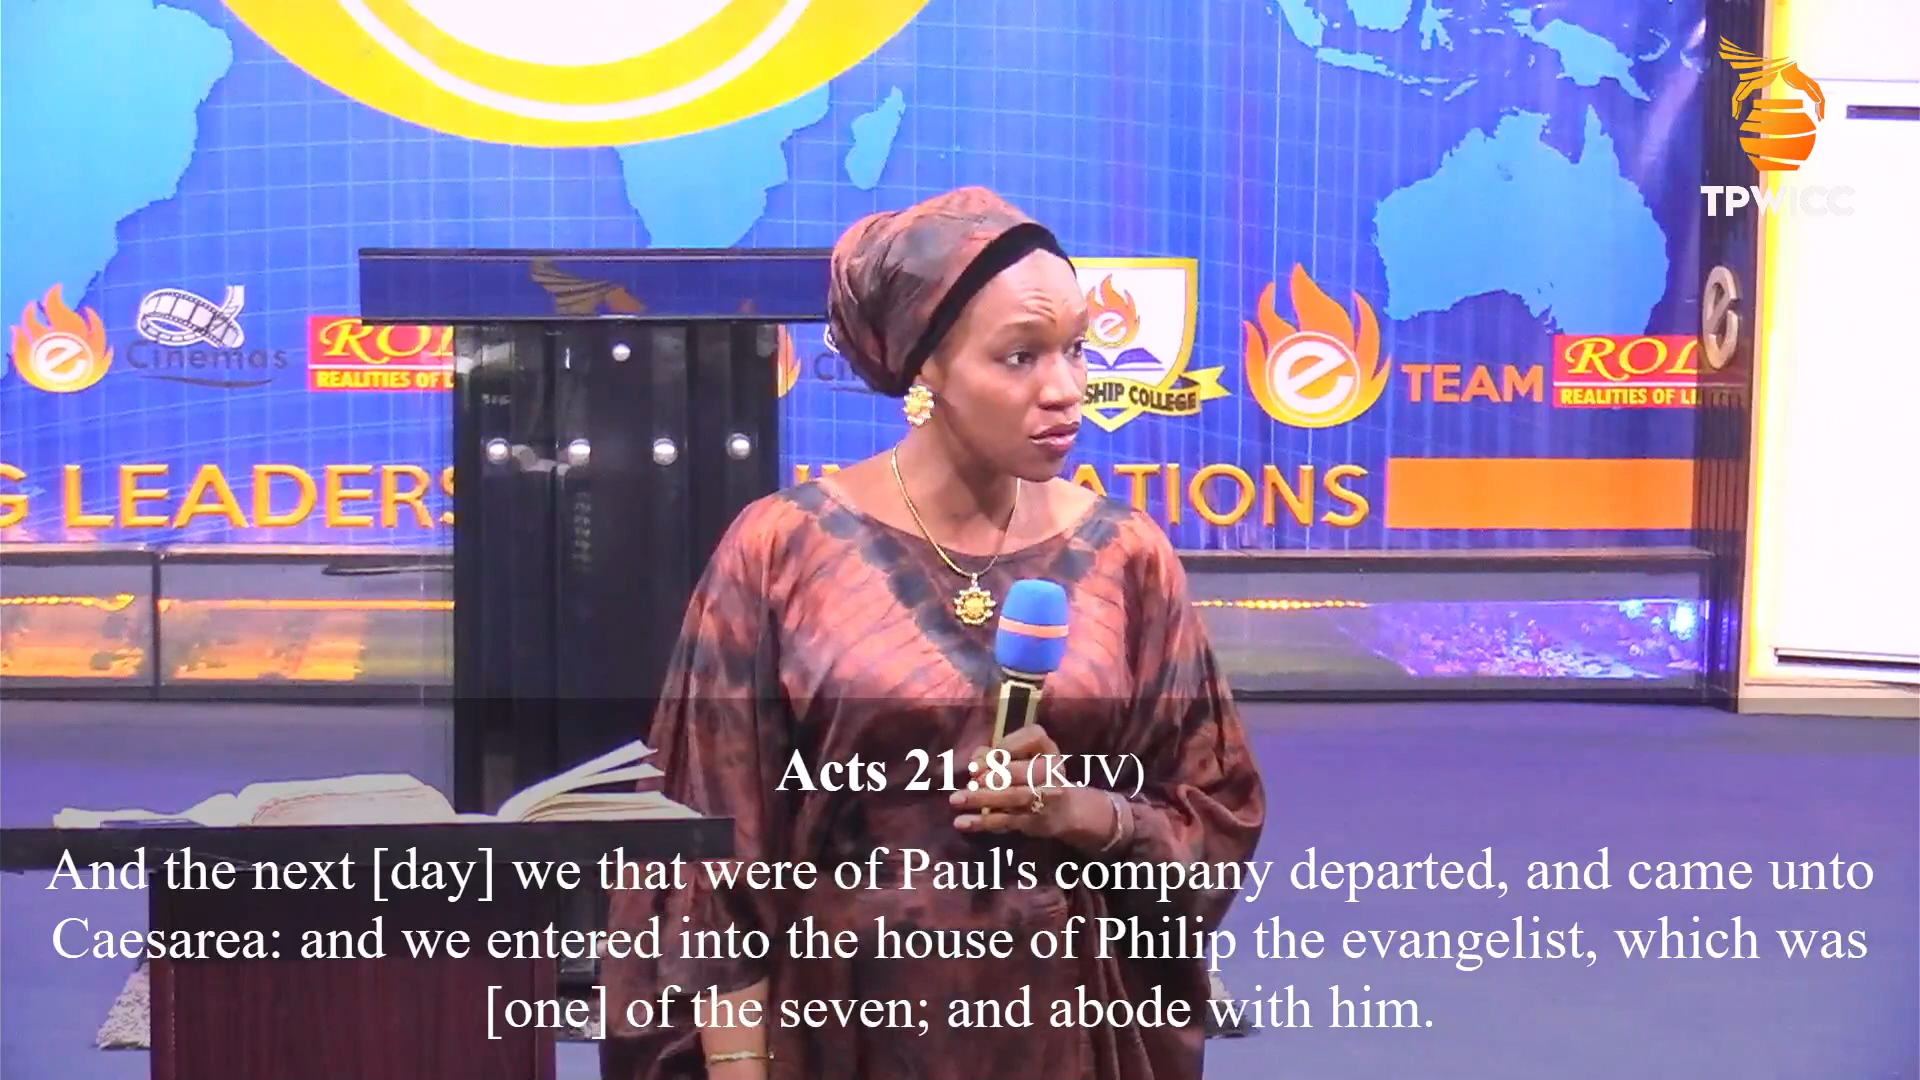 TPWICC
e
Cinemas
ROL
REALITIES OF L
SHIP COLLEGE
e
e
TEAM
ROL
REALITIES OF LI
e
G LEADERS
ATIONS
Acts 21:8 (KJV)
And the next [day] we that were of Paul's company departed, and came unto
Caesarea: and we entered into the house of Philip the evangelist, which was
[one] of the seven; and abode with him.